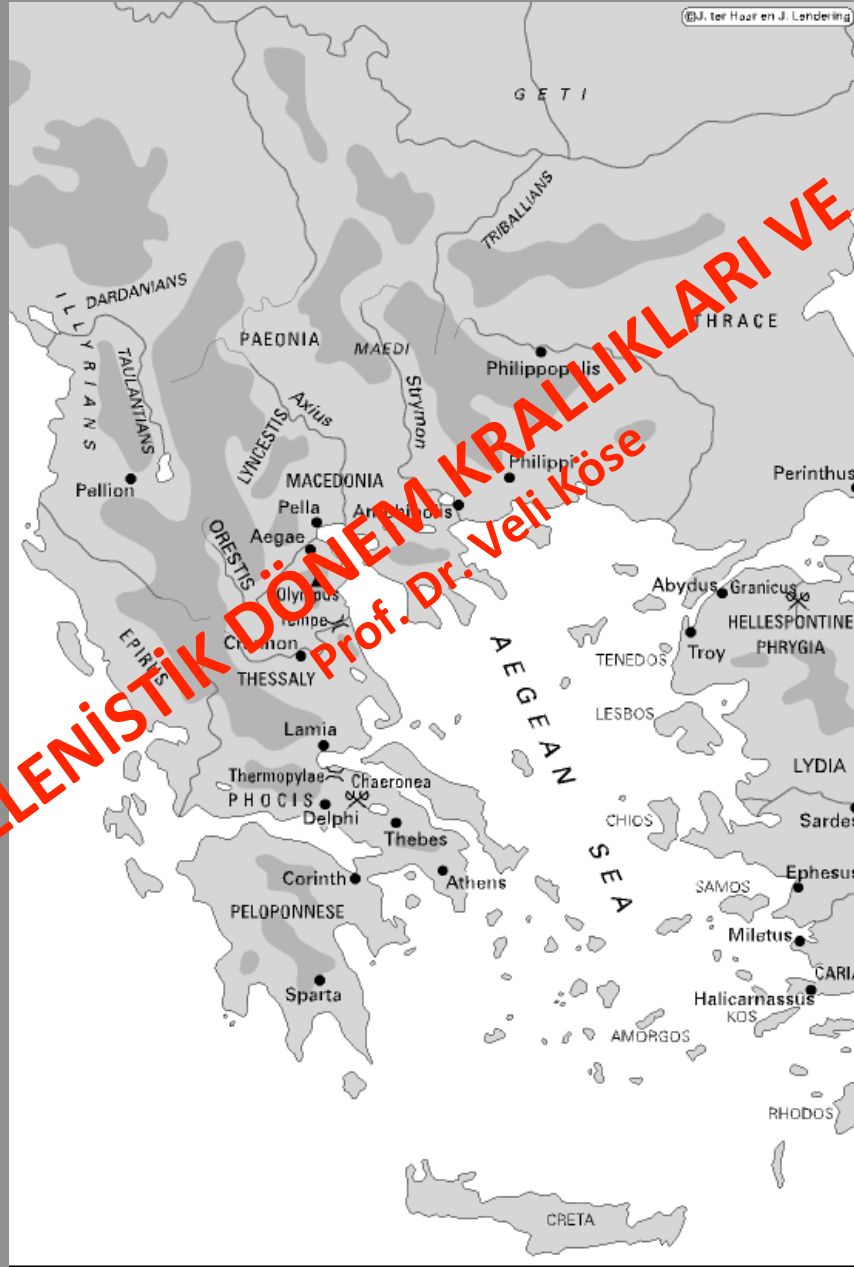 ©J. ter Haar en J. Lendering
GETI
TRIBALLIANS
DARDANIANS
ILLYRIANS
TAULANTIANS
PAEONIA
MAEDI
THRACE
Philippopolis
Strymon
Axius
LYNCESTIS
MACEDONIA
Pellion
Philippi
Perinthus
Pella
Amphipolis
Aegae
ORESTIS
Olympus
Tempe
Abydus
Granicus
HELLESPONTINE
PHRYGIA
EPIRUS
THESSALY
TENEDOS
Troy
AEGEAN SEA
LESBOS
Lamia
LYDIA
Thermopylae
Chaeronea
PHOCIS
Delphi
CHIOS
Sardes
Thebes
Corinth
Athens
Ephesus
SAMOS
PELOPONNESE
Miletus
CARIA
Sparta
Halicarnassus
KOS
AMORGOS
RHODOS
CRETA
LENİSTİK DÖNEM KRALLIKLARI VE
Prof. Dr. Veli Köse